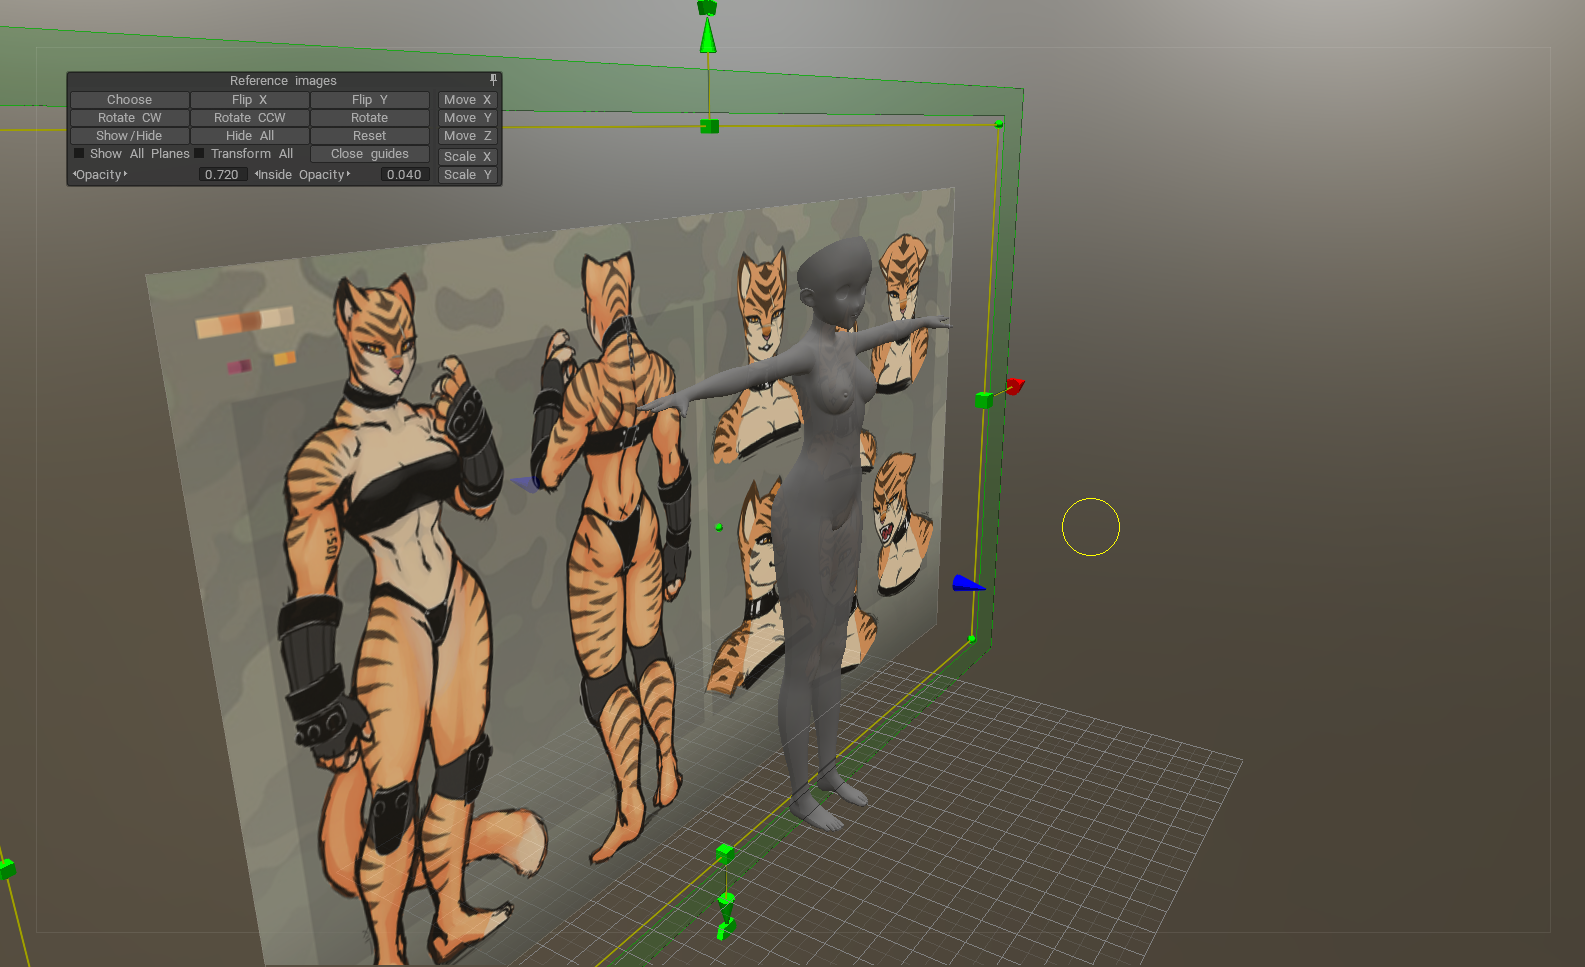 Reference images
Choose Flip X Flip Y Move X
Rotate CW Rotate CCW Rotate Move Y
Show/Hide Hide All Reset Move Z
Show All Planes Transform All Close guides Scale X
Opacity 0.720 Inside Opacity 0.040 Scale Y